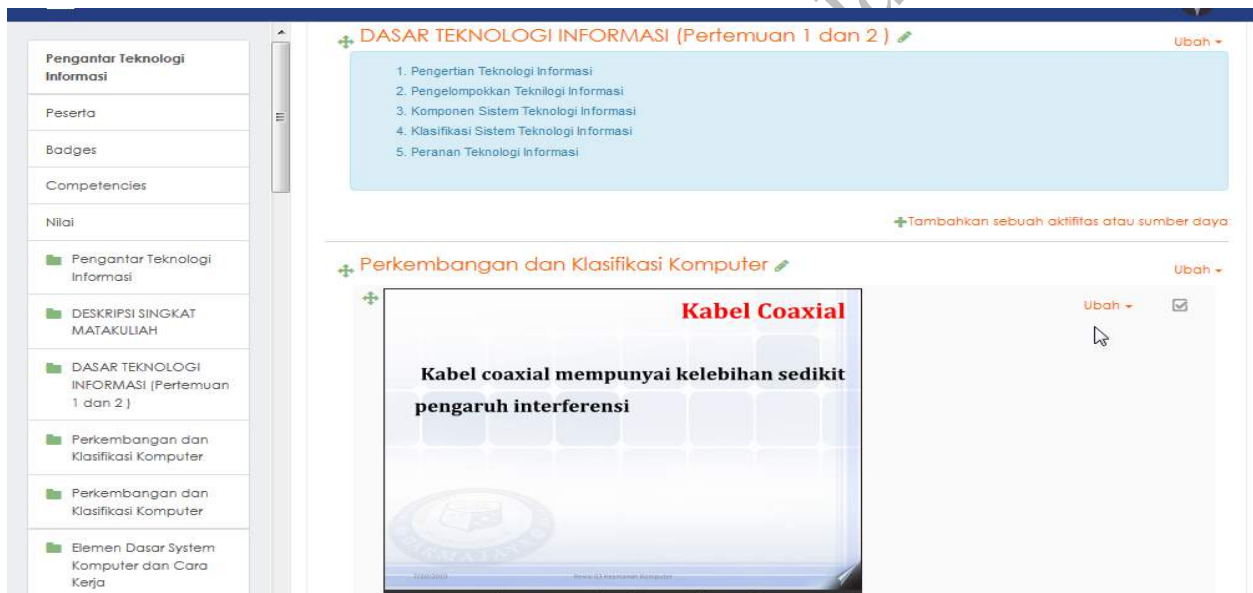 Pengantar Teknologi
Informasi
Peserta
Badges
Competencies
Nilai
Pengantar Teknologi
Informasi
DESKRIPSI SINGKAT
MATAKULIAH
DASAR TEKNOLOGI
INFORMASI (Pertemuan
1 dan 2 )
Perkembangan dan
Klasifikasi Komputer
Perkembangan dan
Klasifikasi Komputer
Elemen Dasar System
Komputer dan Cara
Kerja
DASAR TEKNOLOGI INFORMASI (Pertemuan 1 dan 2 )
Ubah
1. Pengertian Teknologi Informasi
2. Pengelompokkan Teknilogi Informasi
3. Komponen Sistem Teknologi Informasi
4. Klasifikasi Sistem Teknologi Informasi
5. Peranan Teknologi Informasi
Tambahkan sebuah aktifitas atau sumber daya
Perkembangan dan Klasifikasi Komputer
Ubah
Ubah
Kabel Coaxial
Kabel coaxial mempunyai kelebihan sedikit
pengaruh interferensi
DARMAJAYA